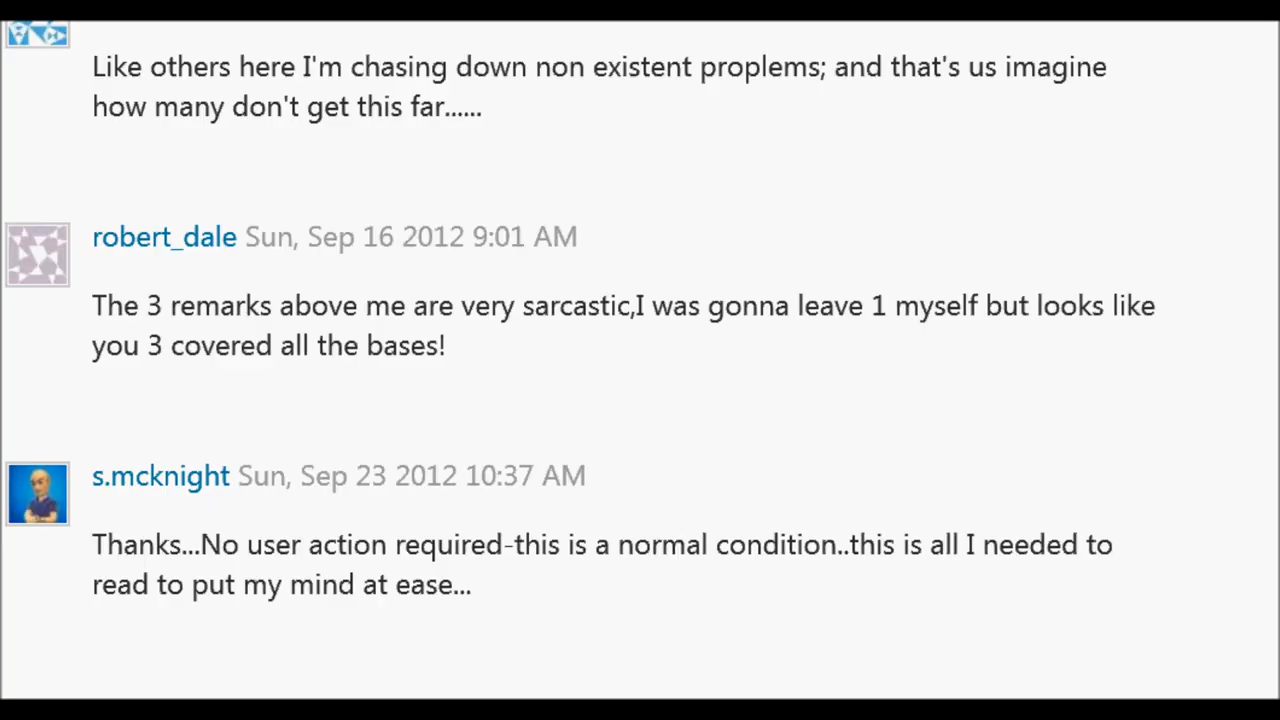 Like others here I'm chasing down non existent proplems; and that's us imagine
how many don't get this far......
robert_dale Sun, Sep 16 2012 9:01 AM
The 3 remarks above me are very sarcastic,I was gonna leave 1 myself but looks like
you 3 covered all the bases!
s.mcknight Sun, Sep 23 2012 10:37 AM
Thanks...No user action required-this is a normal condition..this is all I needed to
read to put my mind at ease...